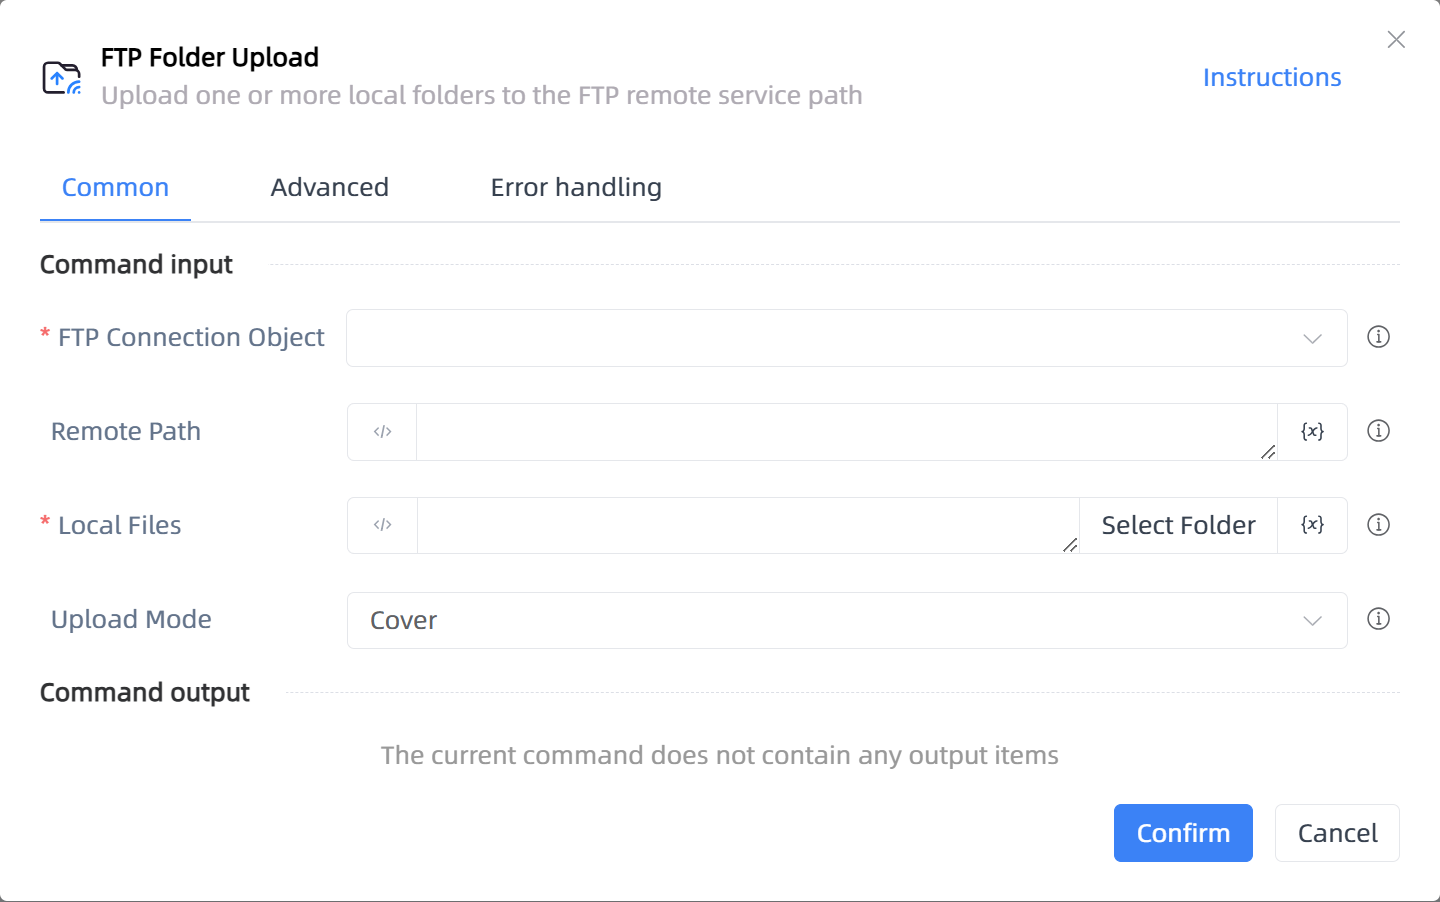 FTP Folder Upload
Upload one or more local folders to the FTP remote service path
Instructions
Common Advanced Error handling
Command input
* FTP Connection Object
Remote Path </> {x}
* Local Files </> Select Folder {x}
Upload Mode Cover
Command output
The current command does not contain any output items
Confirm Cancel